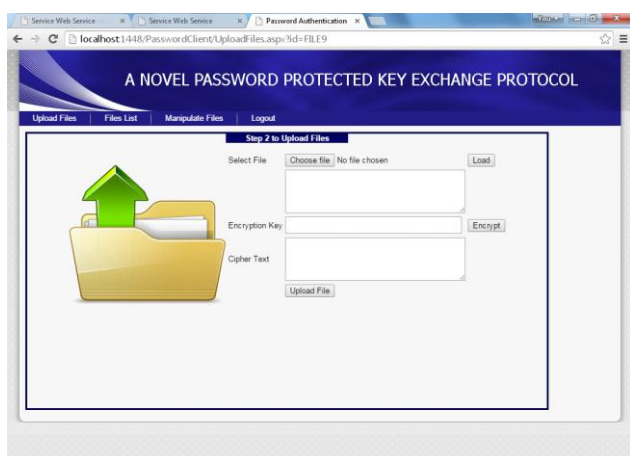 Service Web Service
Service Web Service
Password Authentication
localhost:1448/PasswordClient/UploadFiles.aspx?id=FILE9
A NOVEL PASSWORD PROTECTED KEY EXCHANGE PROTOCOL
Upload Files | Files List | Manipulate Files | Logout
Step 2 to Upload Files
Select File Choose file No file chosen Load
Encryption Key Encrypt
Cipher Text
Upload File